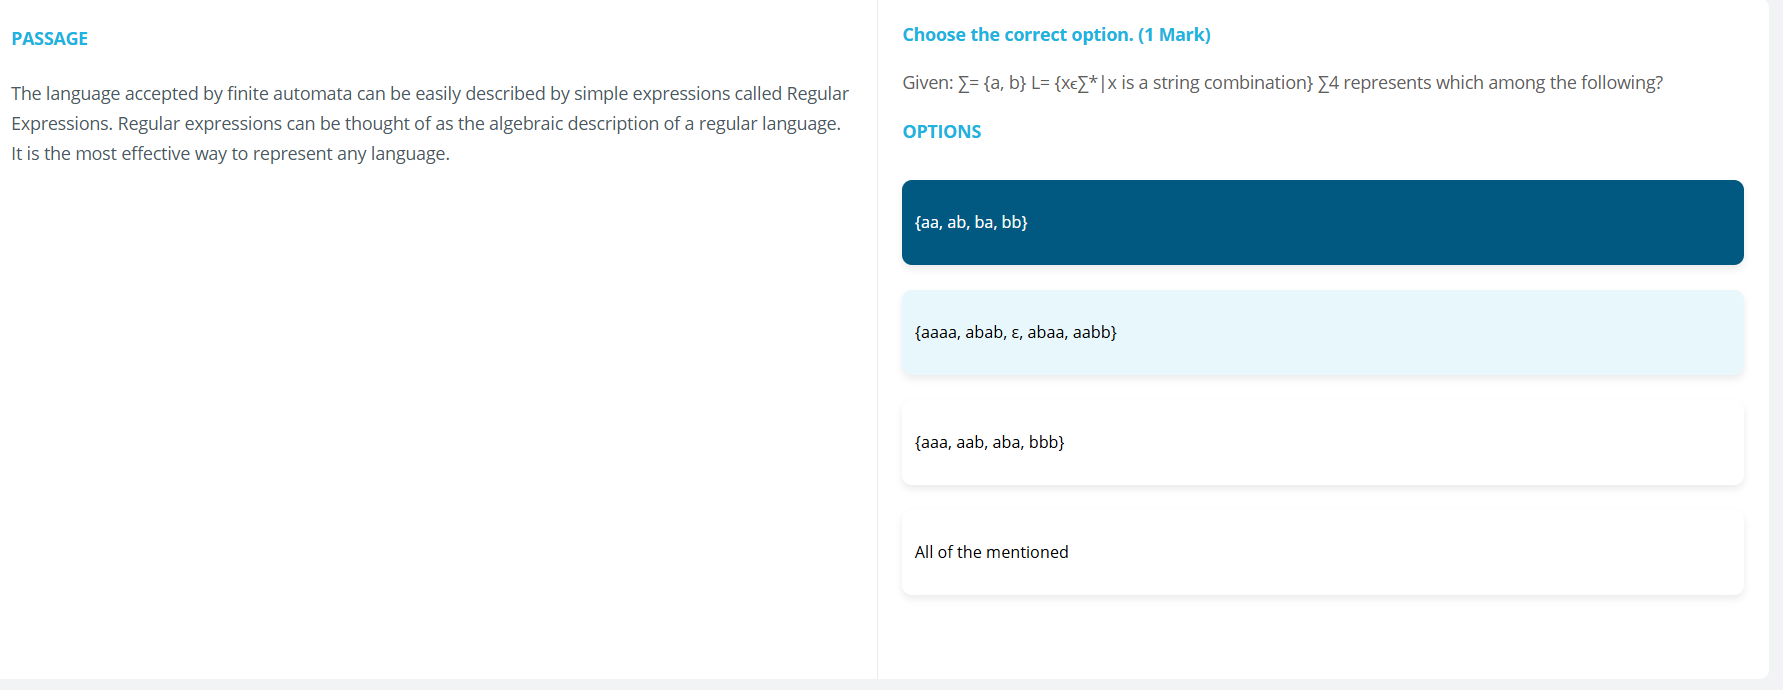 PASSAGE
The language accepted by finite automata can be easily described by simple expressions called Regular
Expressions. Regular expressions can be thought of as the algebraic description of a regular language.
It is the most effective way to represent any language.
Choose the correct option. (1 Mark)
Given: ∑= {a, b} L= {xϵ∑*|x is a string combination} ∑4 represents which among the following?
OPTIONS
{aa, ab, ba, bb}
{aaaa, abab, ε, abaa, aabb}
{aaa, aab, aba, bbb}
All of the mentioned